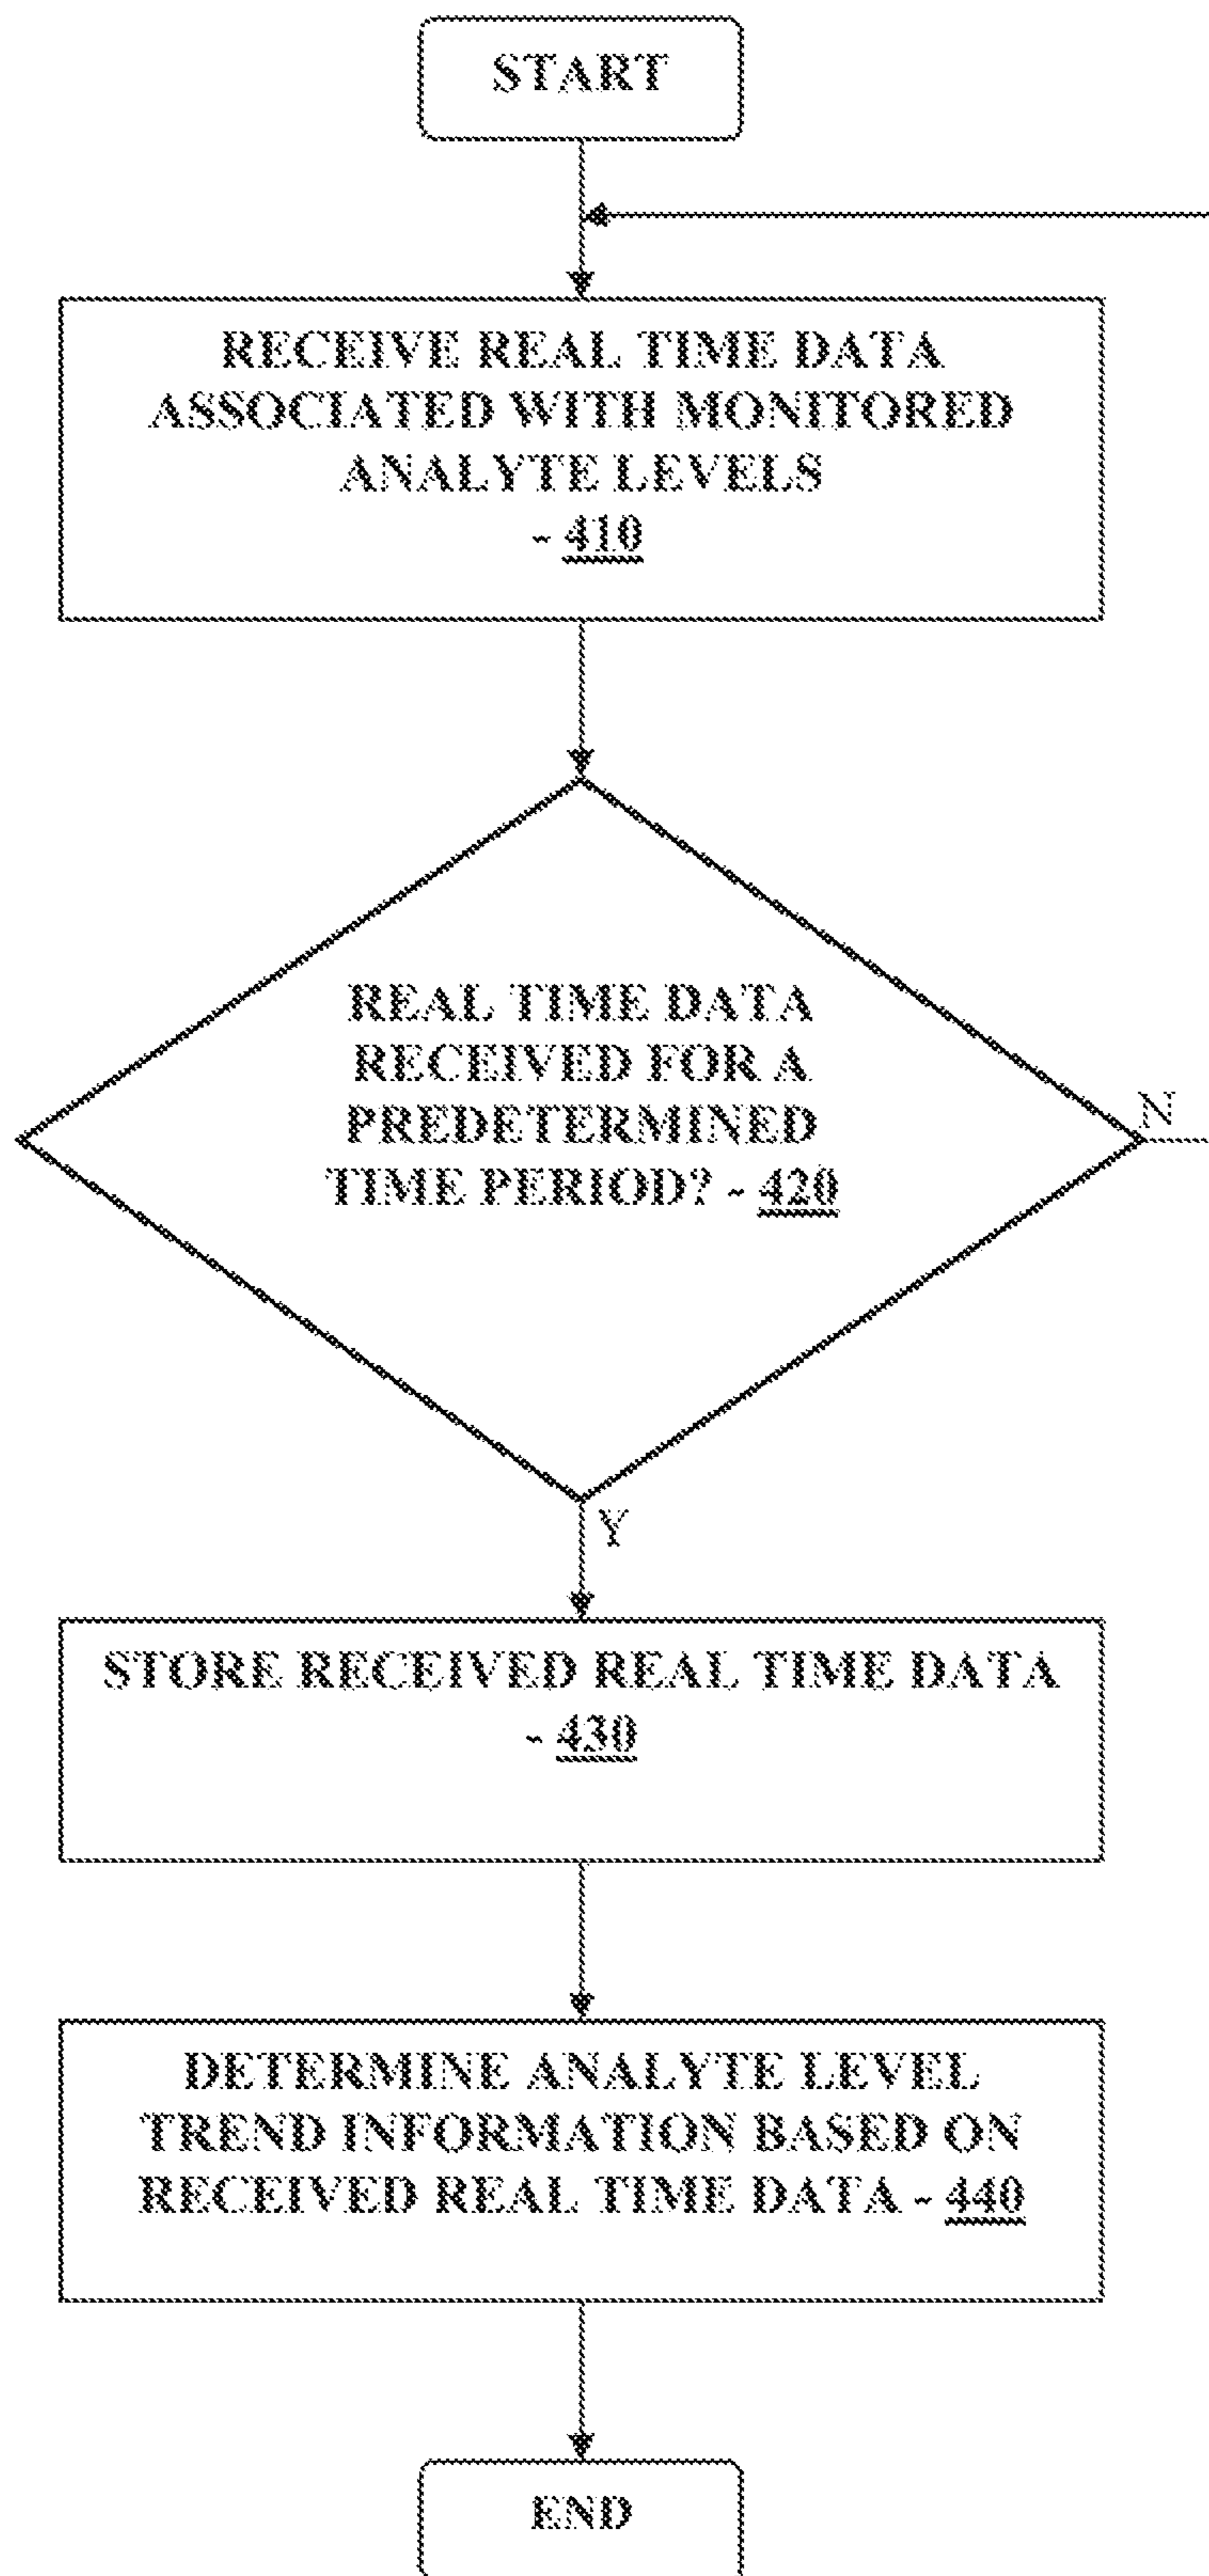 START
RECEIVE REAL TIME DATA
ASSOCIATED WITH MONITORED
ANALYTE LEVELS
~ 410
REAL TIME DATA
RECEIVED FOR A
PREDETERMINED
TIME PERIOD? ~ 420
N
Y
STORE RECEIVED REAL TIME DATA
~ 430
DETERMINE ANALYTE LEVEL
TREND INFORMATION BASED ON
RECEIVED REAL TIME DATA ~ 440
END